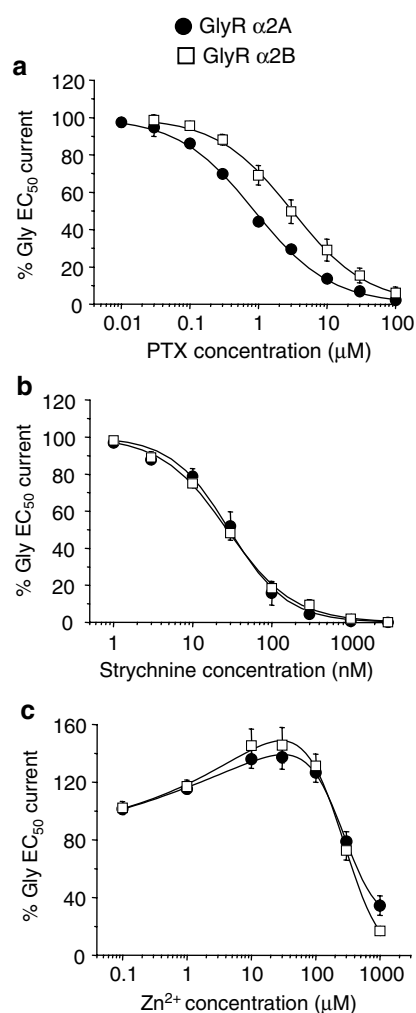 GlyR α2A
GlyR α2B
a
120
100
80
60
40
20
0
% Gly EC50 current
0.01 0.1 1 10 100
PTX concentration (µM)
b
120
100
80
60
40
20
0
% Gly EC50 current
1 10 100 1000
Strychnine concentration (nM)
c
160
120
80
40
0
% Gly EC50 current
0.1 1 10 100 1000
Zn2+ concentration (µM)